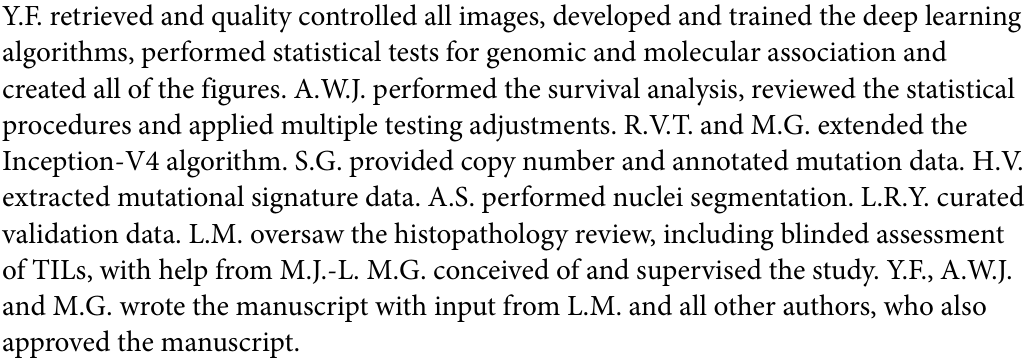 Y.F. retrieved and quality controlled all images, developed and trained the deep learning
algorithms, performed statistical tests for genomic and molecular association and
created all of the figures. A.W.J. performed the survival analysis, reviewed the statistical
procedures and applied multiple testing adjustments. R.V.T. and M.G. extended the
Inception-V4 algorithm. S.G. provided copy number and annotated mutation data. H.V.
extracted mutational signature data. A.S. performed nuclei segmentation. L.R.Y. curated
validation data. L.M. oversaw the histopathology review, including blinded assessment
of TILs, with help from M.J.-L. M.G. conceived of and supervised the study. Y.F., A.W.J.
and M.G. wrote the manuscript with input from L.M. and all other authors, who also
approved the manuscript.